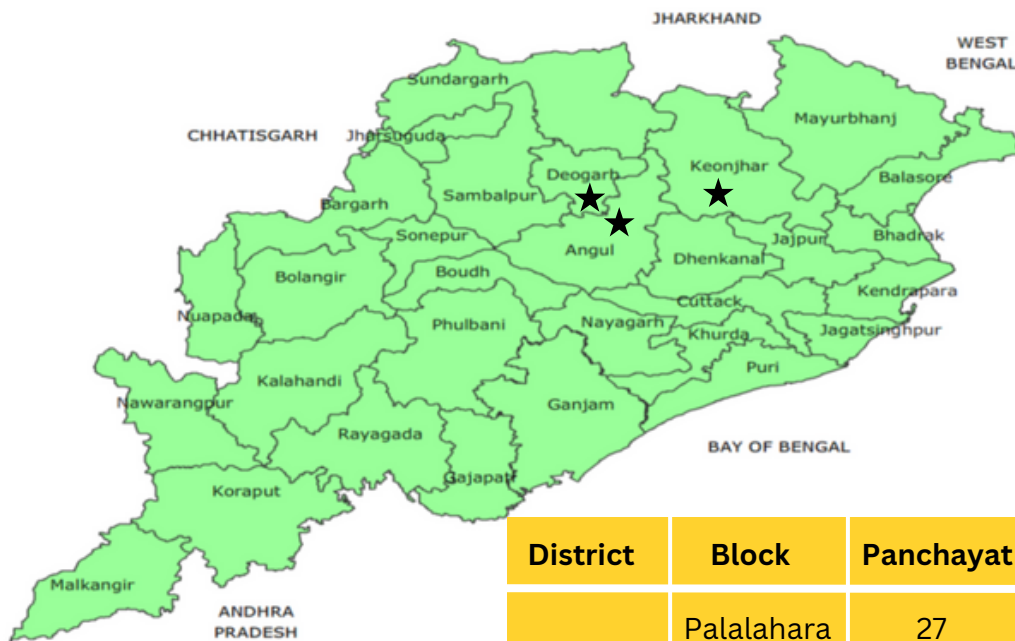 JHARKHAND
WEST
BENGAL
Sundargarh
Mayurbhanj
CHHATISGARH
Jharsuguda
Keonjhar
Deogarh
Balasore
Sambalpur
Bargarh
Sonepur
Jajpur
Bhadrak
Angul
Dhenkanal
Boudh
Bolangir
Kendrapara
Cuttack
Nuapada
Phulbani
Nayagarh
Khurda
Jagatsinghpur
Puri
Kalahandi
Nawarangpur
Ganjam
Rayagada
BAY OF BENGAL
Gajapati
Koraput
Malkangir
ANDHRA
PRADESH
District Block Panchayat
Palalahara 27